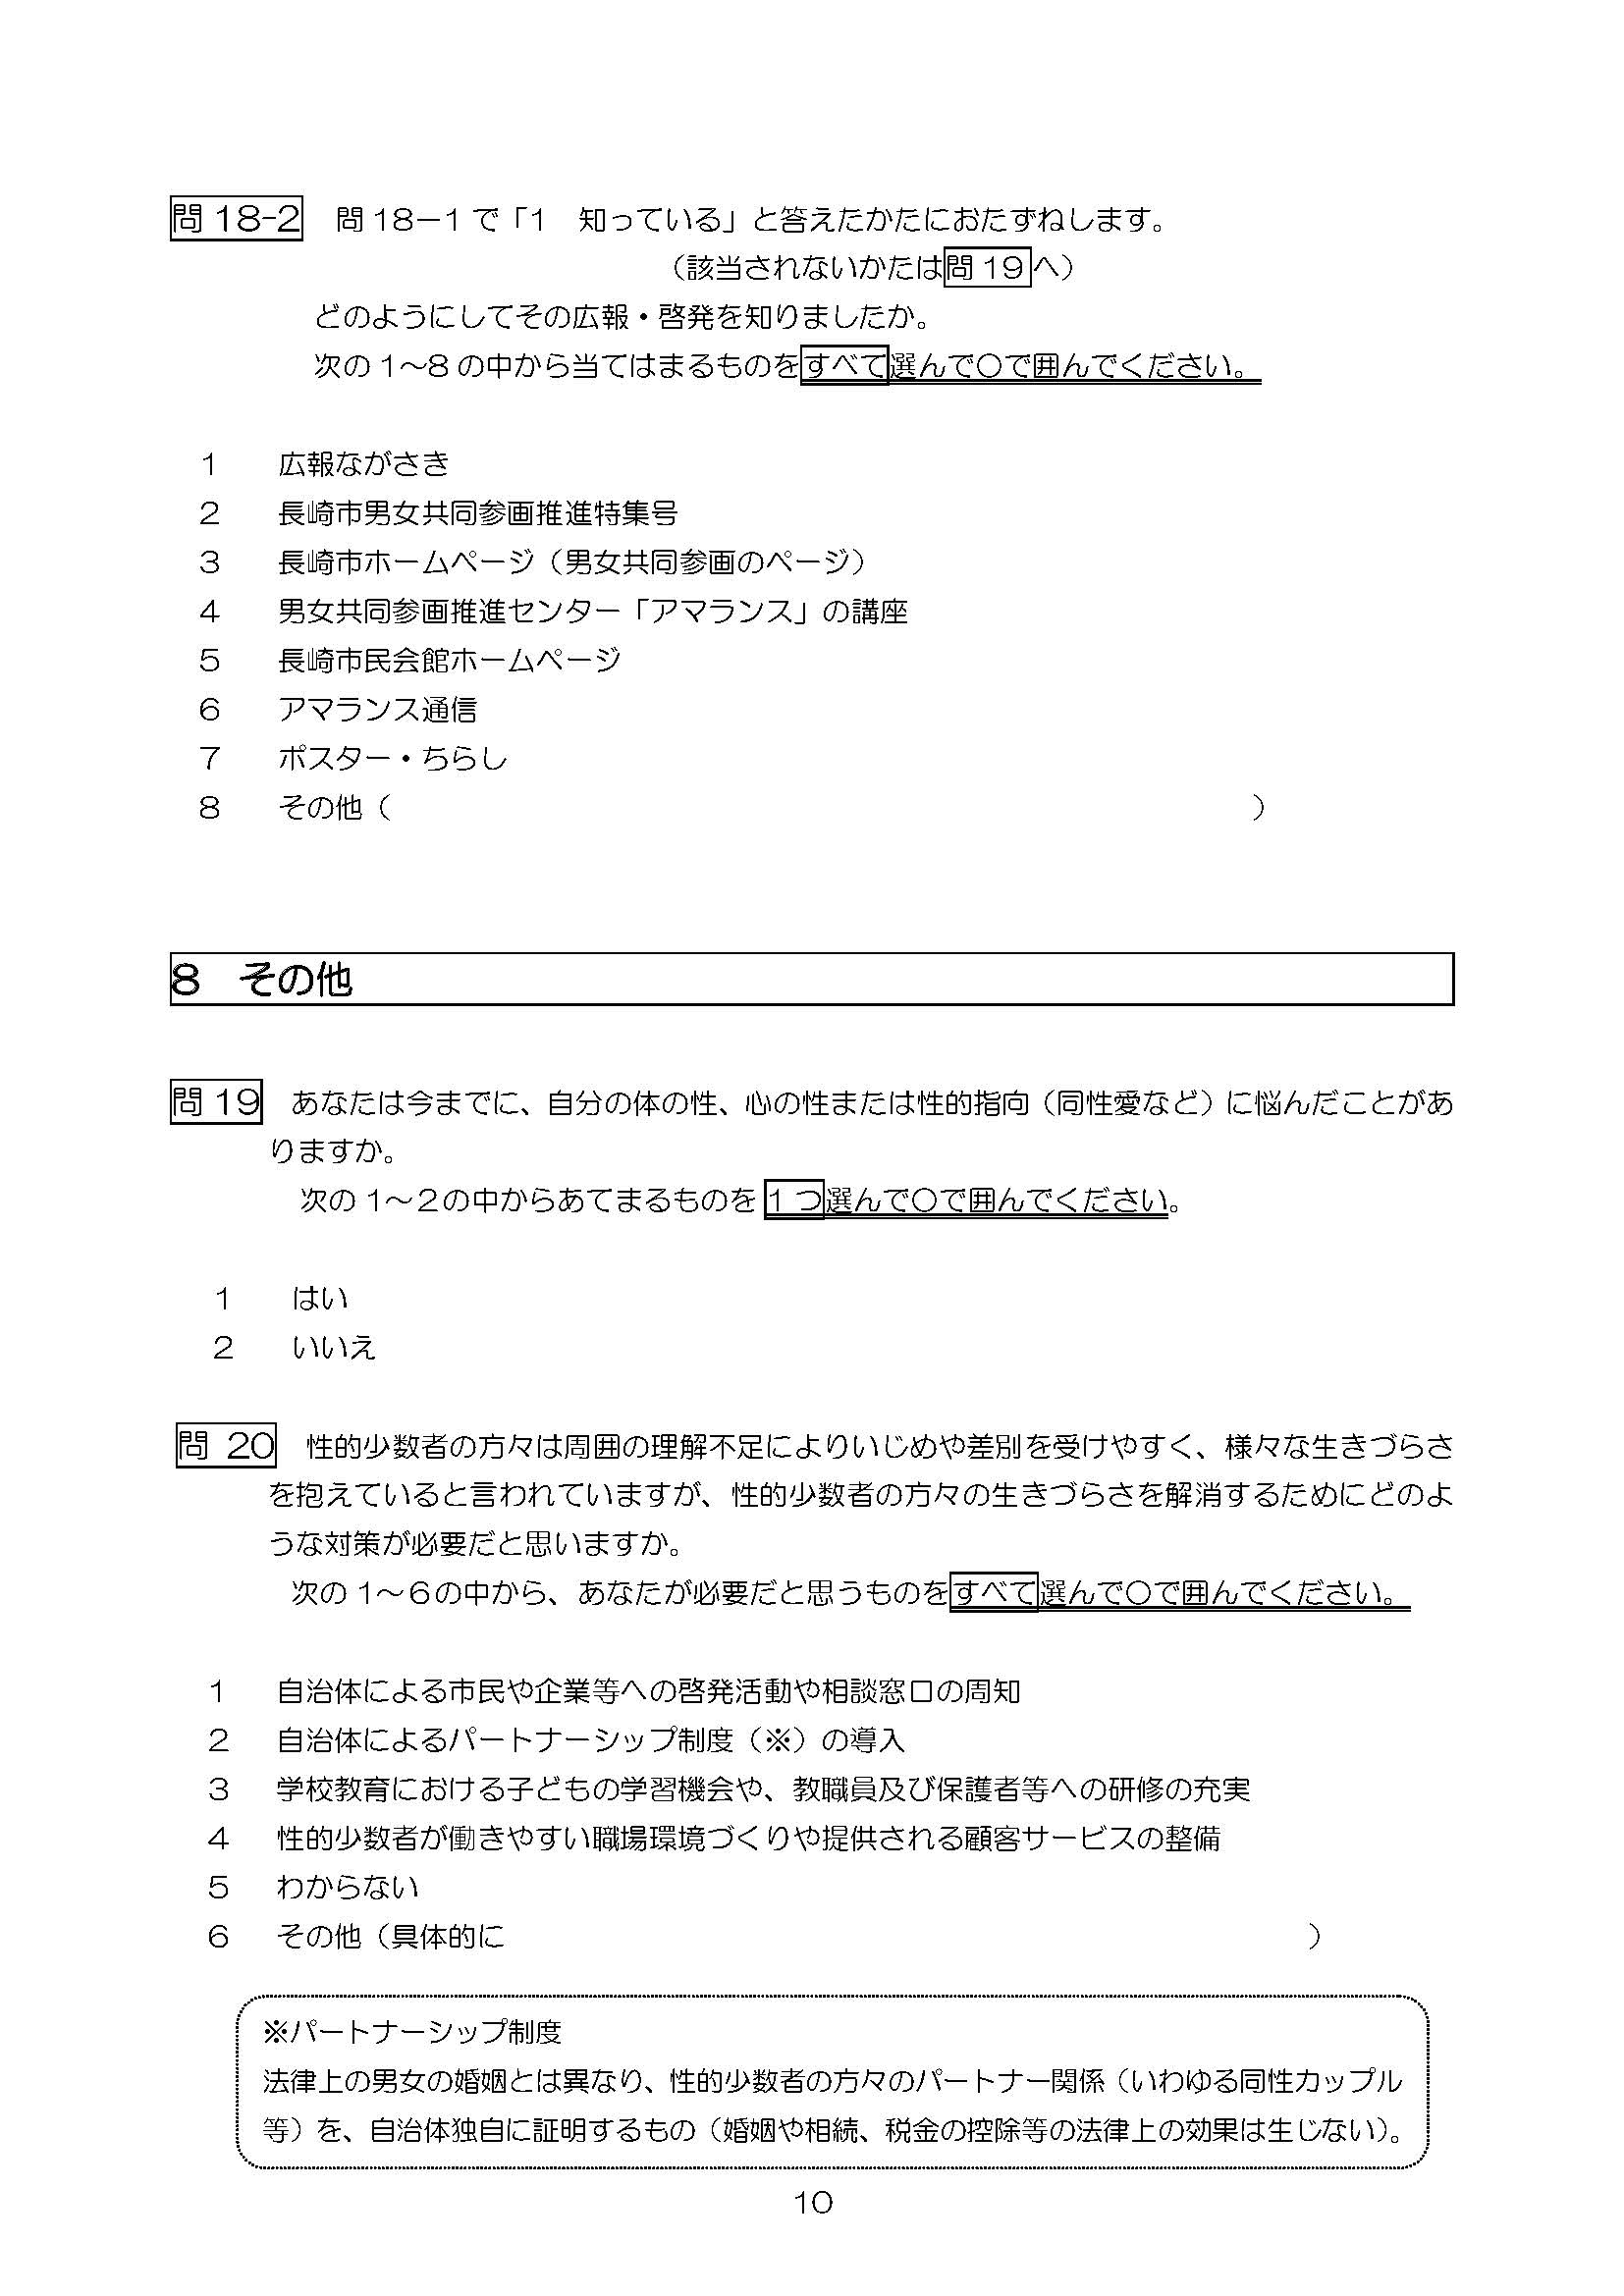 問 18-2　問 18－1 で「1　知っている」と答えたかたにおたずねします。
（該当されないかたは問 19 へ）
どのようにしてその広報・啓発を知りましたか。
次の 1～8 の中から当てはまるものをすべて選んで〇で囲んでください。
1　広報ながさき
2　長崎市男女共同参画推進特集号
3　長崎市ホームページ（男女共同参画のページ）
4　男女共同参画推進センター「アマランス」の講座
5　長崎市民会館ホームページ
6　アマランス通信
7　ポスター・ちらし
8　その他（　　　　　　　　　　　　　　　　　　　　　　　　　　　　　　）
8　その他
問 19　あなたは今までに、自分の体の性、心の性または性的指向（同性愛など）に悩んだことがあ
りますか。
次の 1～２の中からあてまるものを 1 つ選んで〇で囲んでください。
1　はい
2　いいえ
問 20　性的少数者の方々は周囲の理解不足によりいじめや差別を受けやすく、様々な生きづらさ
を抱えていると言われていますが、性的少数者の方々の生きづらさを解消するためにどのよ
うな対策が必要だと思いますか。
次の 1～６の中から、あなたが必要だと思うものをすべて選んで〇で囲んでください。
1　自治体による市民や企業等への啓発活動や相談窓口の周知
2　自治体によるパートナーシップ制度（※）の導入
3　学校教育における子どもの学習機会や、教職員及び保護者等への研修の充実
4　性的少数者が働きやすい職場環境づくりや提供される顧客サービスの整備
5　わからない
6　その他（具体的に　　　　　　　　　　　　　　　　　　　　　　　　　　　　）
※パートナーシップ制度
法律上の男女の婚姻とは異なり、性的少数者の方々のパートナー関係（いわゆる同性カップル
等）を、自治体独自に証明するもの（婚姻や相続、税金の控除等の法律上の効果は生じない）。
10